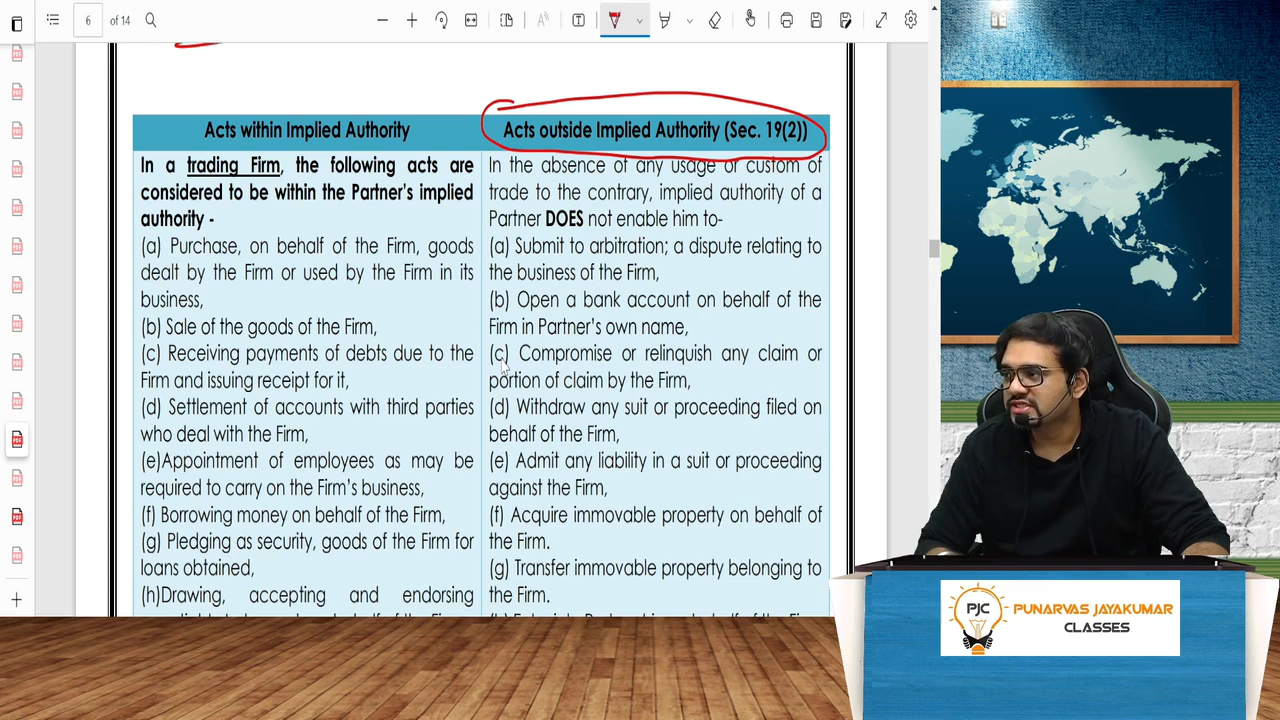 6 of 14
Acts within Implied Authority
In a trading Firm, the following acts are
considered to be within the Partner's implied
authority -
(a) Purchase, on behalf of the Firm, goods
dealt by the Firm or used by the Firm in its
business,
(b) Sale of the goods of the Firm,
(c) Receiving payments of debts due to the
Firm and issuing receipt for it,
(d) Settlement of accounts with third parties
who deal with the Firm,
(e)Appointment of employees as may be
required to carry on the Firm's business,
(f) Borrowing money on behalf of the Firm,
(g) Pledging as security, goods of the Firm for
loans obtained,
(h)Drawing, accepting and endorsing
Acts outside Implied Authority (Sec. 19(2))
In the absence of any usage or custom of
trade to the contrary, implied authority of a
Partner DOES not enable him to-
(a) Submit to arbitration; a dispute relating to
the business of the Firm,
(b) Open a bank account on behalf of the
Firm in Partner's own name,
(c) Compromise or relinquish any claim or
portion of claim by the Firm,
(d) Withdraw any suit or proceeding filed on
behalf of the Firm,
(e) Admit any liability in a suit or proceeding
against the Firm,
(f) Acquire immovable property on behalf of
the Firm.
(g) Transfer immovable property belonging to
the Firm.
PJC
PUNARVAS JAYAKUMAR
CLASSES